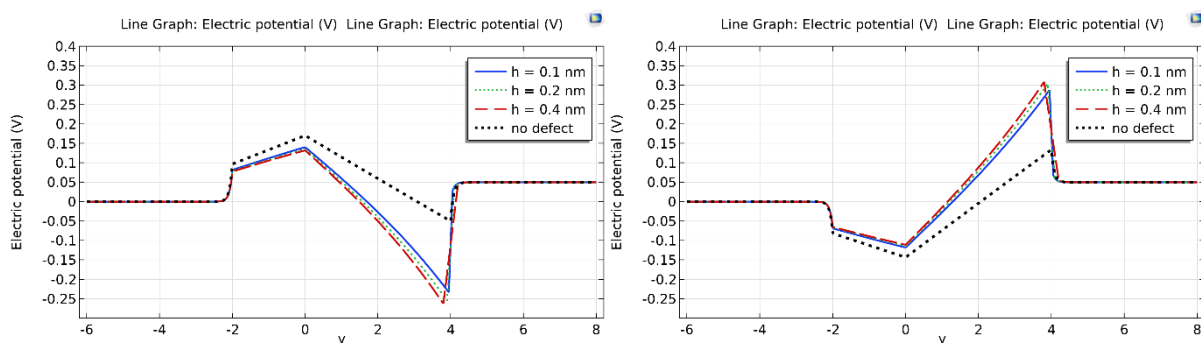 Line Graph: Electric potential (V) Line Graph: Electric potential (V)
Electric potential (V)
0.4
0.35
0.3
0.25
0.2
0.15
0.1
0.05
0
-0.05
-0.1
-0.15
-0.2
-0.25
h = 0.1 nm
h = 0.2 nm
h = 0.4 nm
no defect
-6 -4 -2 0 2 4 6 8
y
Line Graph: Electric potential (V) Line Graph: Electric potential (V)
Electric potential (V)
0.4
0.35
0.3
0.25
0.2
0.15
0.1
0.05
0
-0.05
-0.1
-0.15
-0.2
-0.25
h = 0.1 nm
h = 0.2 nm
h = 0.4 nm
no defect
-6 -4 -2 0 2 4 6 8